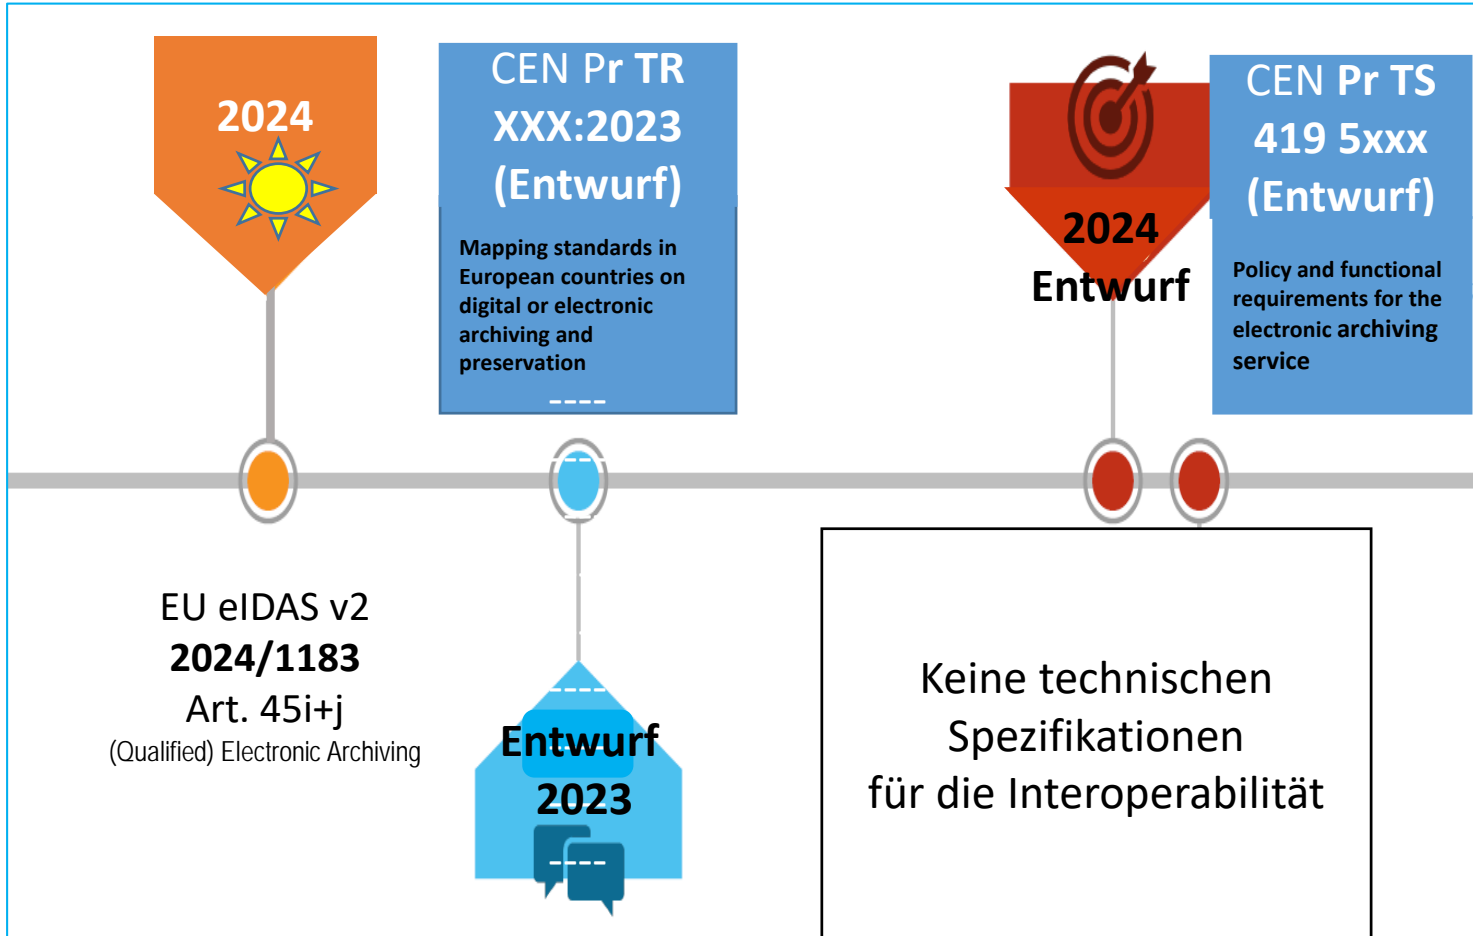 2024
CEN Pr TR
XXX:2023
(Entwurf)
Mapping standards in
European countries on
digital or electronic
archiving and
preservation
----
2024
Entwurf
CEN Pr TS
419 5xxx
(Entwurf)
Policy and functional
requirements for the
electronic archiving
service
EU eIDAS v2
2024/1183
Art. 45i+j
(Qualified) Electronic Archiving
Entwurf
2023
Keine technischen
Spezifikationen
für die Interoperabilität